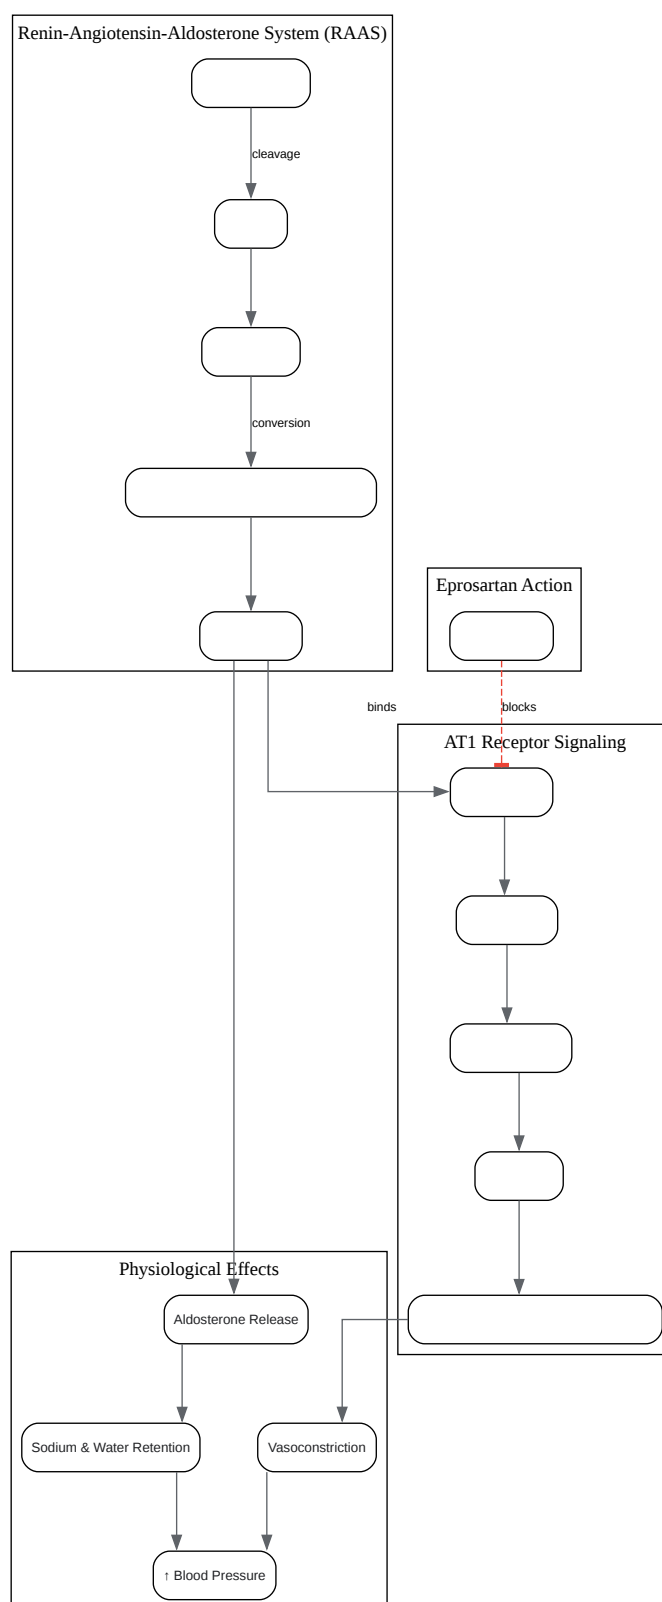 Renin-Angiotensin-Aldosterone System (RAAS)
cleavage
conversion
Eprosartan Action
binds
blocks
AT1 Receptor Signaling
Physiological Effects
Aldosterone Release
Sodium & Water Retention
Vasoconstriction
↑ Blood Pressure